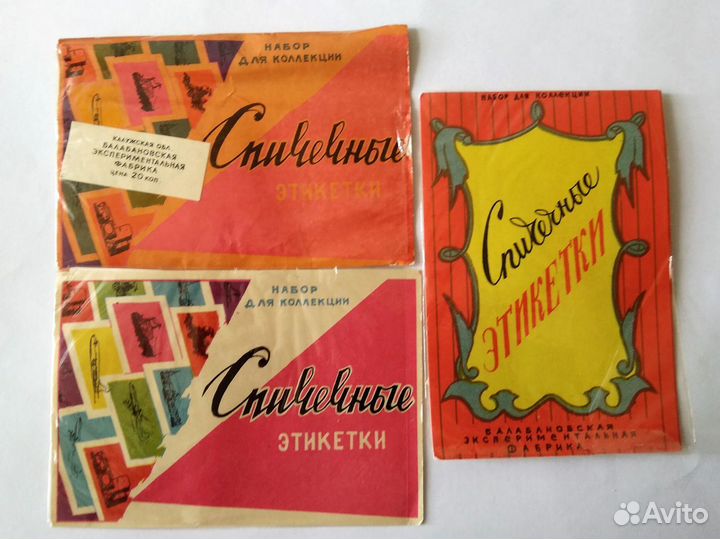 НАБОР
ДЛЯ КОЛЛЕКЦИИ
КАЛУЖСКАЯ ОБЛ
БАЛАБАНОВСКАЯ
ЭКСПЕРИМЕНТАЛЬНАЯ
ФАБРИКА
ЦЕНА 20 КОП
Спичечные
ЭТИКЕТКИ
НАБОР
ДЛЯ КОЛЛЕКЦИИ
Спичечные
ЭТИКЕТКИ
НАБОР ДЛЯ КОЛЛЕКЦИИ
Спичечные
ЭТИКЕТКИ
БАЛАБАНОВСКАЯ
ЭКСПЕРИМЕНТАЛЬНАЯ
ФАБРИКА
Avito